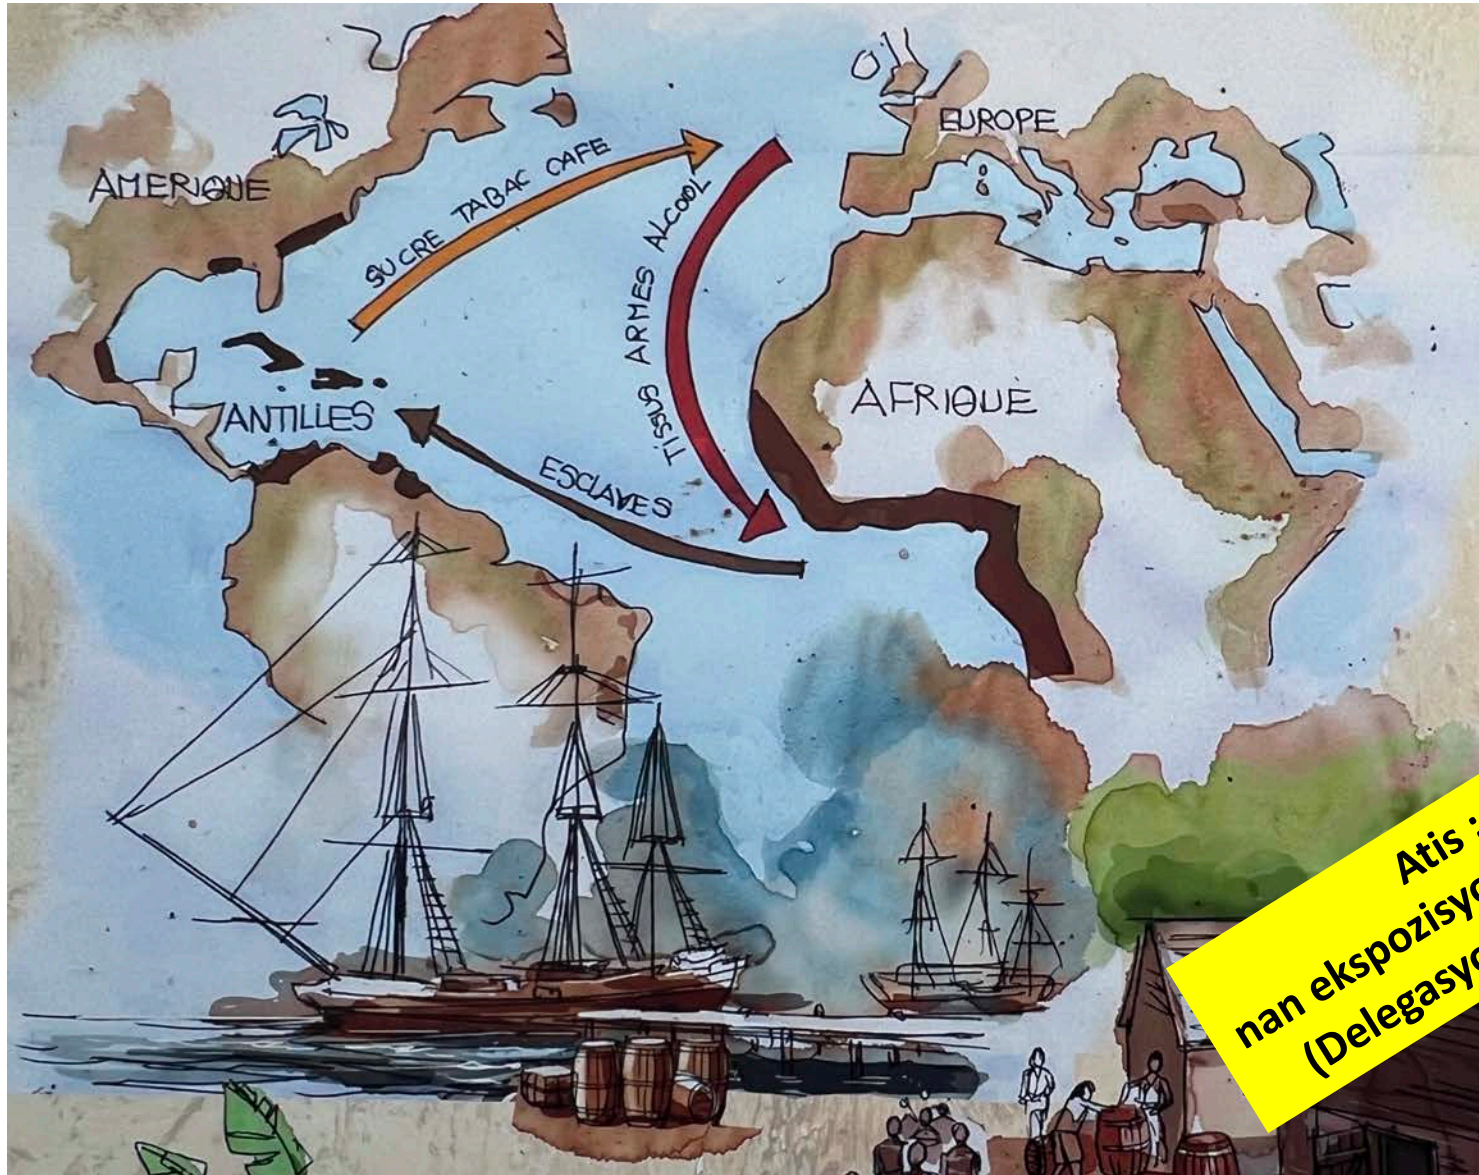 EUROPE
AMERIQUE
SUCRE TABAC CAFE
TISSUS ARMES ALCOOL
AFRIQUE
ANTILLES
ESCLAVES
Atis :
nan ekspozisyo
(Delegasyo